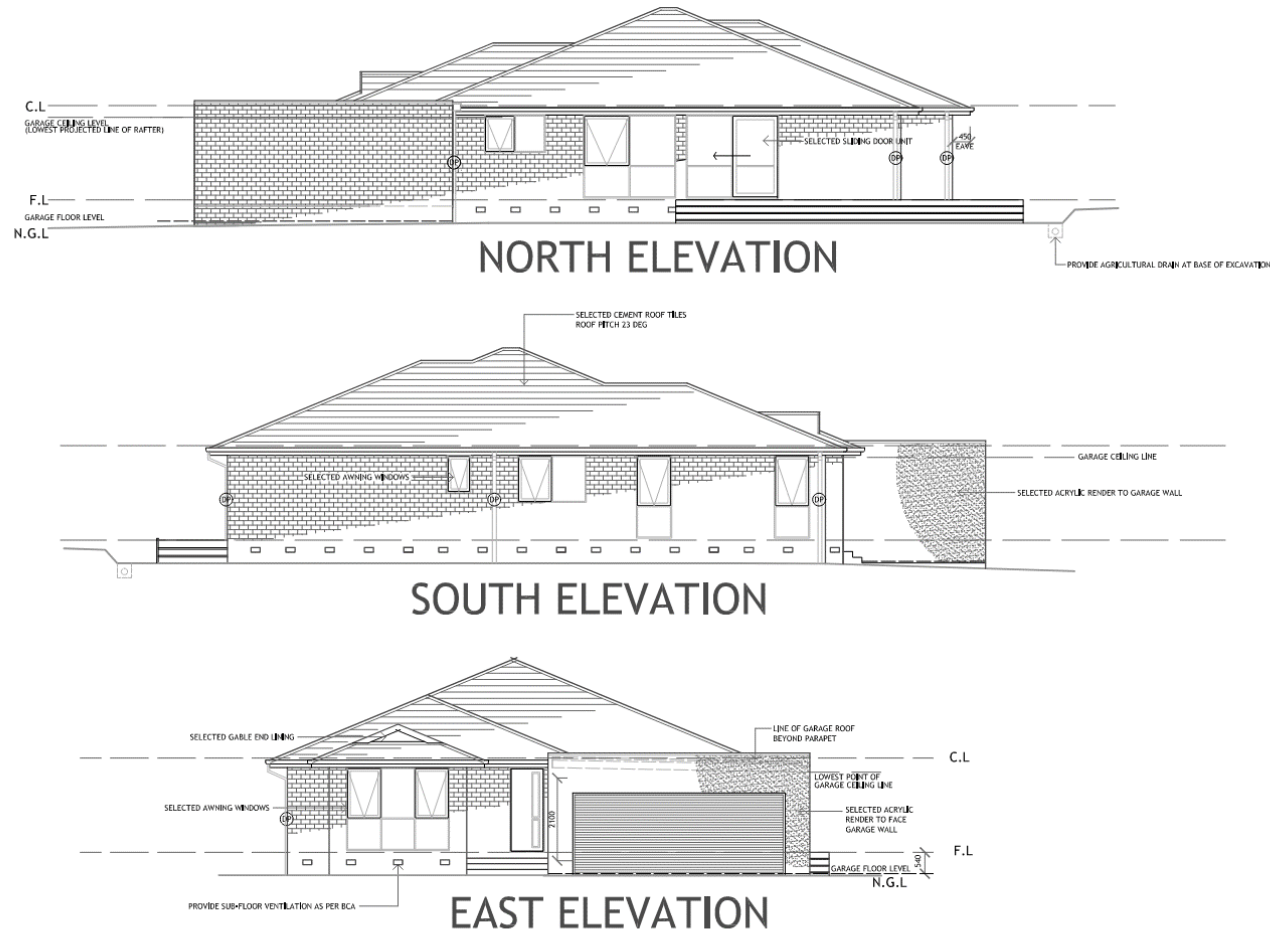 C.L
GARAGE CEILING LEVEL
(LOWEST PROJECTED LINE OF RAFTER)
SELECTED SLIDING DOOR UNIT
450
EAVE
DP
DP
DP
F.L
GARAGE FLOOR LEVEL
N.G.L
NORTH ELEVATION
PROVIDE AGRICULTURAL DRAIN AT BASE OF EXCAVATION
SELECTED CEMENT ROOF TILES
ROOF PITCH 23 DEG
GARAGE CEILING LINE
SELECTED AWNING WINDOWS
SELECTED ACRYLIC RENDER TO GARAGE WALL
DP
DP
DP
SOUTH ELEVATION
LINE OF GARAGE ROOF
BEYOND PARAPET
SELECTED GABLE END LINING
C.L
LOWEST POINT OF
GARAGE CEILING LINE
SELECTED AWNING WINDOWS
SELECTED ACRYLIC
RENDER TO FACE
GARAGE WALL
DP
2100
F.L
540
GARAGE FLOOR LEVEL
N.G.L
PROVIDE SUB-FLOOR VENTILATION AS PER BCA
EAST ELEVATION